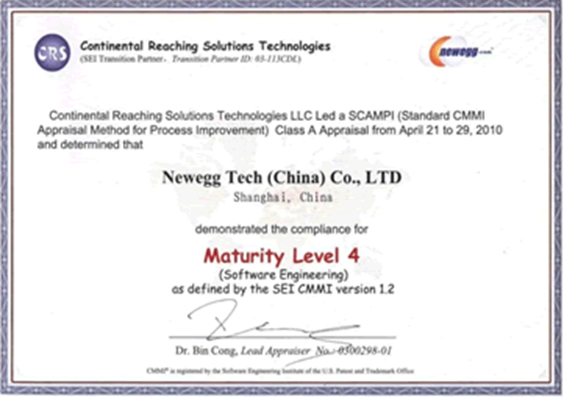 CRS
Continental Reaching Solutions Technologies
(SEI Transition Partner, Transition Partner ID: 03-113CDL)
newegg.com
Continental Reaching Solutions Technologies LLC Led a SCAMPI (Standard CMMI
Appraisal Method for Process Improvement) Class A Appraisal from April 21 to 29, 2010
and determined that
Newegg Tech (China) Co., LTD
Shanghai, China
demonstrated the compliance for
Maturity Level 4
(Software Engineering)
as defined by the SEI CMMI version 1.2
Dr. Bin Cong, Lead Appraiser No. 0300298-01
CMMI® is registered by the Software Engineering Institute of the U.S. Patent and Trademark Office